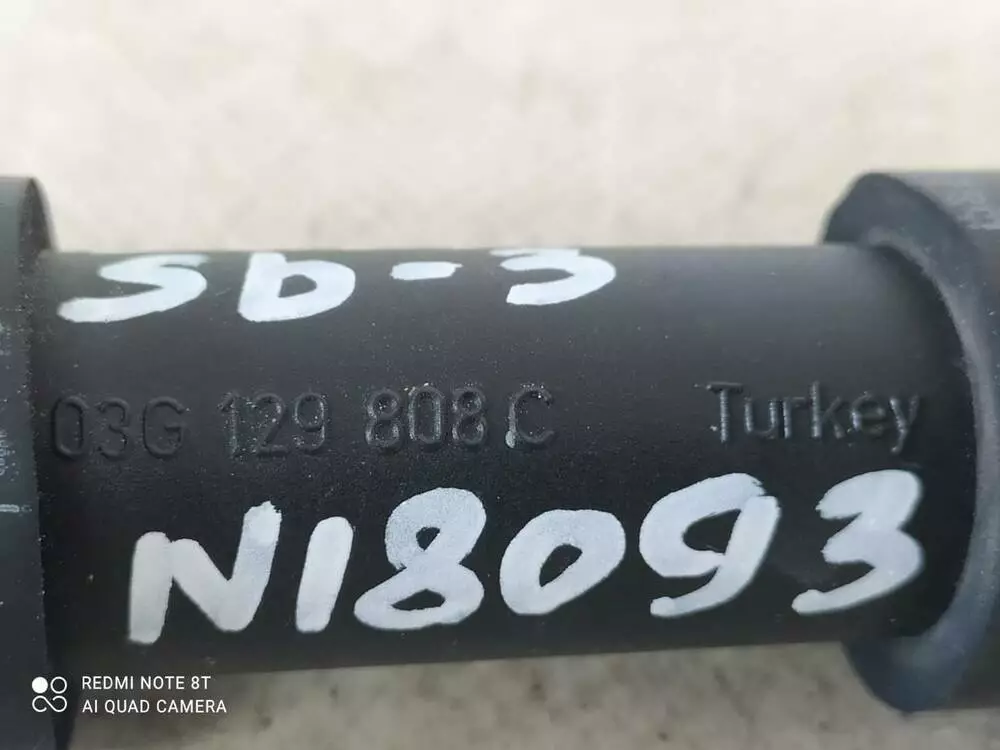 Sb-3
03G 129 808 C Turkey
N18093
REDMI NOTE 8T
AI QUAD CAMERA